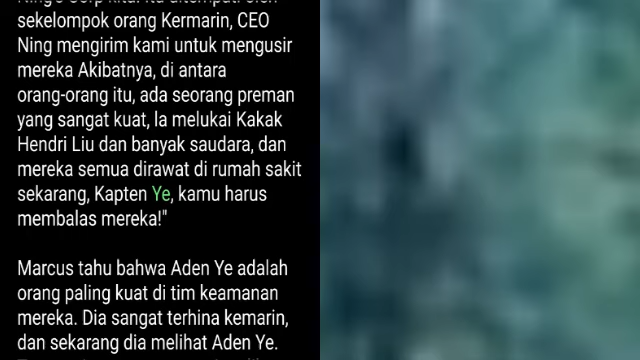 sekelompok orang Kermarin, CEO
Ning mengirim kami untuk mengusir
mereka Akibatnya, di antara
orang-orang itu, ada seorang preman
yang sangat kuat, Ia melukai Kakak
Hendri Liu dan banyak saudara, dan
mereka semua dirawat di rumah sakit
sekarang, Kapten Ye, kamu harus
membalas mereka!"
Marcus tahu bahwa Aden Ye adalah
orang paling kuat di tim keamanan
mereka. Dia sangat terhina kemarin,
dan sekarang dia melihat Aden Ye.